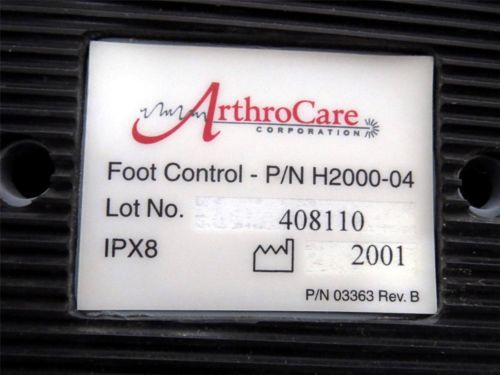 ArthroCare
CORPORATION
Foot Control - P/N H2000-04
Lot No. 408110
IPX8 2001
P/N 03363 Rev. B